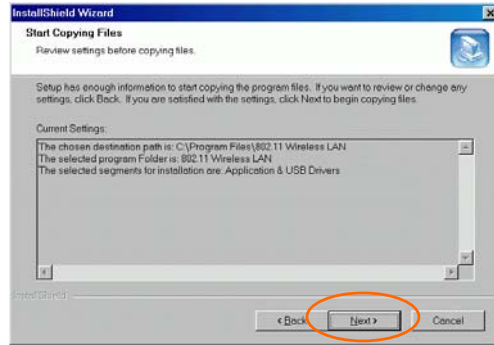 InstallShield Wizard
Start Copying Files
Review settings before copying files.
Setup has enough information to start copying the program files. If you want to review or change any
settings, click Back. If you are satisfied with the settings, click Next to begin copying files.
Current Settings:
The chosen destination path is: C:\Program Files\802.11 Wireless LAN
The selected program Folder is: 802.11 Wireless LAN
The selected segments for installation are: Application & USB Drivers
InstallShield
< Back
Next >
Cancel